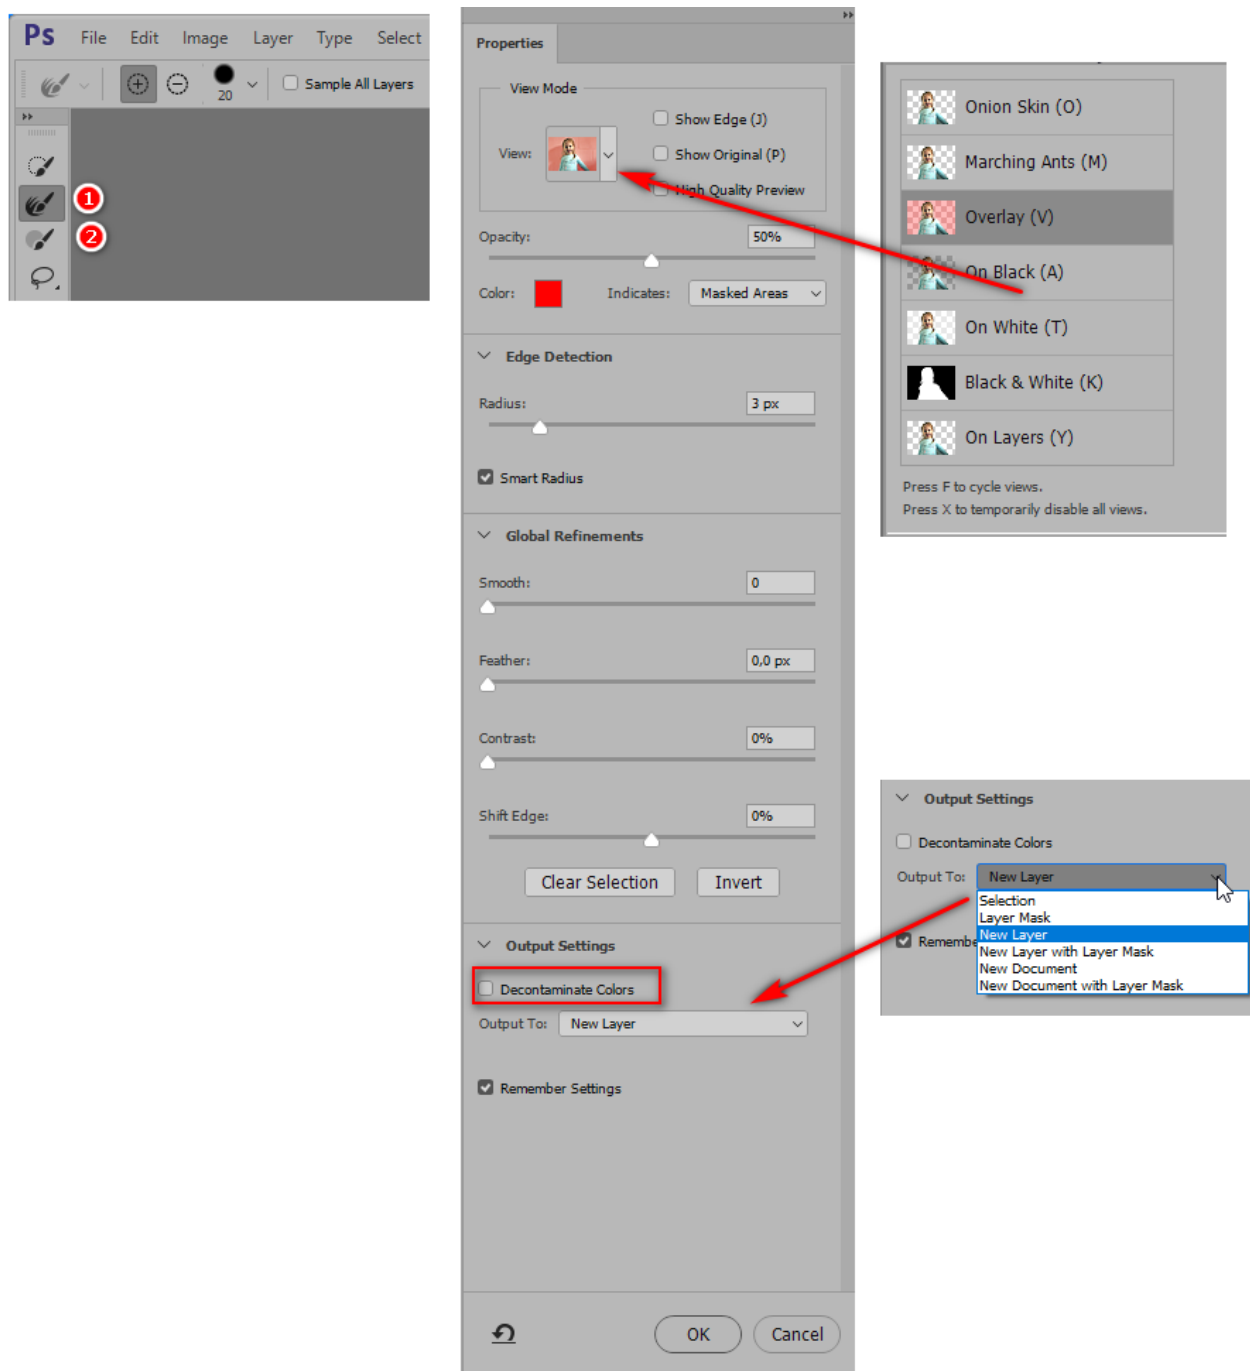 Ps File Edit Image Layer Type Select
20 Sample All Layers
1
2
Properties
View Mode
Show Edge (J)
View: Show Original (P)
High Quality Preview
Opacity: 50%
Color: Indicates: Masked Areas
Edge Detection
Radius: 3 px
Smart Radius
Global Refinements
Smooth: 0
Feather: 0,0 px
Contrast: 0%
Shift Edge: 0%
Clear Selection Invert
Output Settings
Decontaminate Colors
Output To: New Layer
Remember Settings
OK Cancel
Onion Skin (O)
Marching Ants (M)
Overlay (V)
On Black (A)
On White (T)
Black & White (K)
On Layers (Y)
Press F to cycle views.
Press X to temporarily disable all views.
Output Settings
Decontaminate Colors
Output To: New Layer
Selection
Layer Mask
New Layer
New Layer with Layer Mask
New Document
New Document with Layer Mask